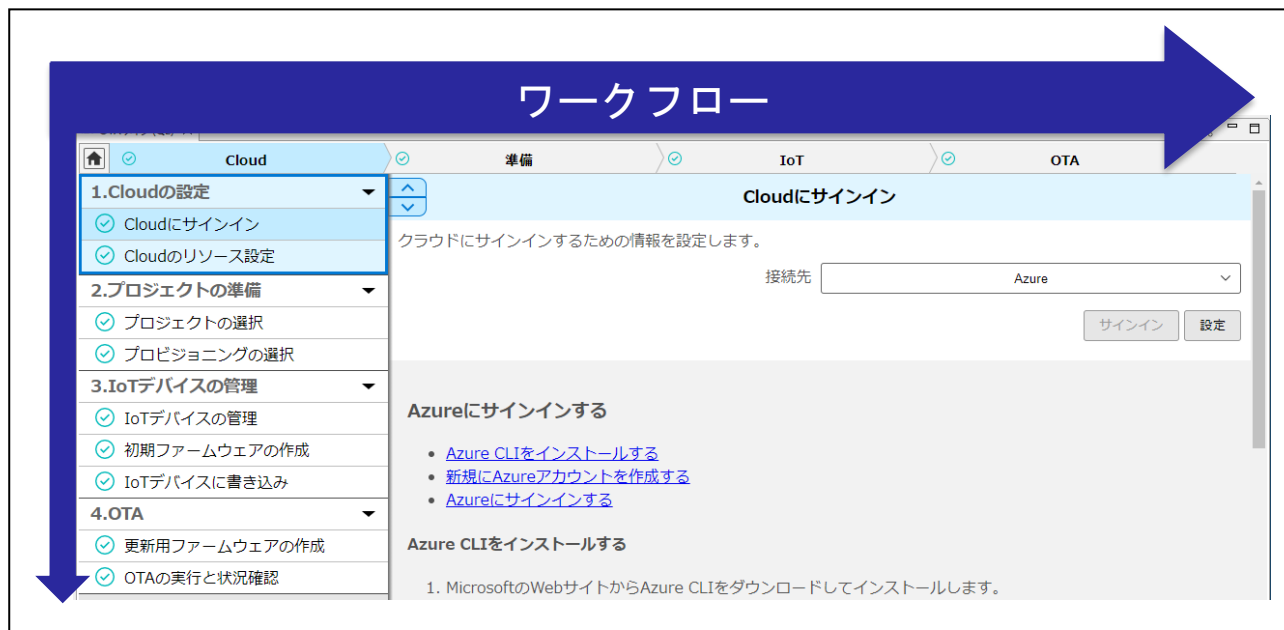 ワークフロー
Cloud
準備
IoT
OTA
1.Cloudの設定
Cloudにサインイン
Cloudのリソース設定
2.プロジェクトの準備
プロジェクトの選択
プロビジョニングの選択
3.IoTデバイスの管理
IoTデバイスの管理
初期ファームウェアの作成
IoTデバイスに書き込み
4.OTA
更新用ファームウェアの作成
OTAの実行と状況確認
Cloudにサインイン
クラウドにサインインするための情報を設定します。
接続先 Azure
サインイン 設定
Azureにサインインする
Azure CLIをインストールする
新規にAzureアカウントを作成する
Azureにサインインする
Azure CLIをインストールする
1. MicrosoftのWebサイトからAzure CLIをダウンロードしてインストールします。